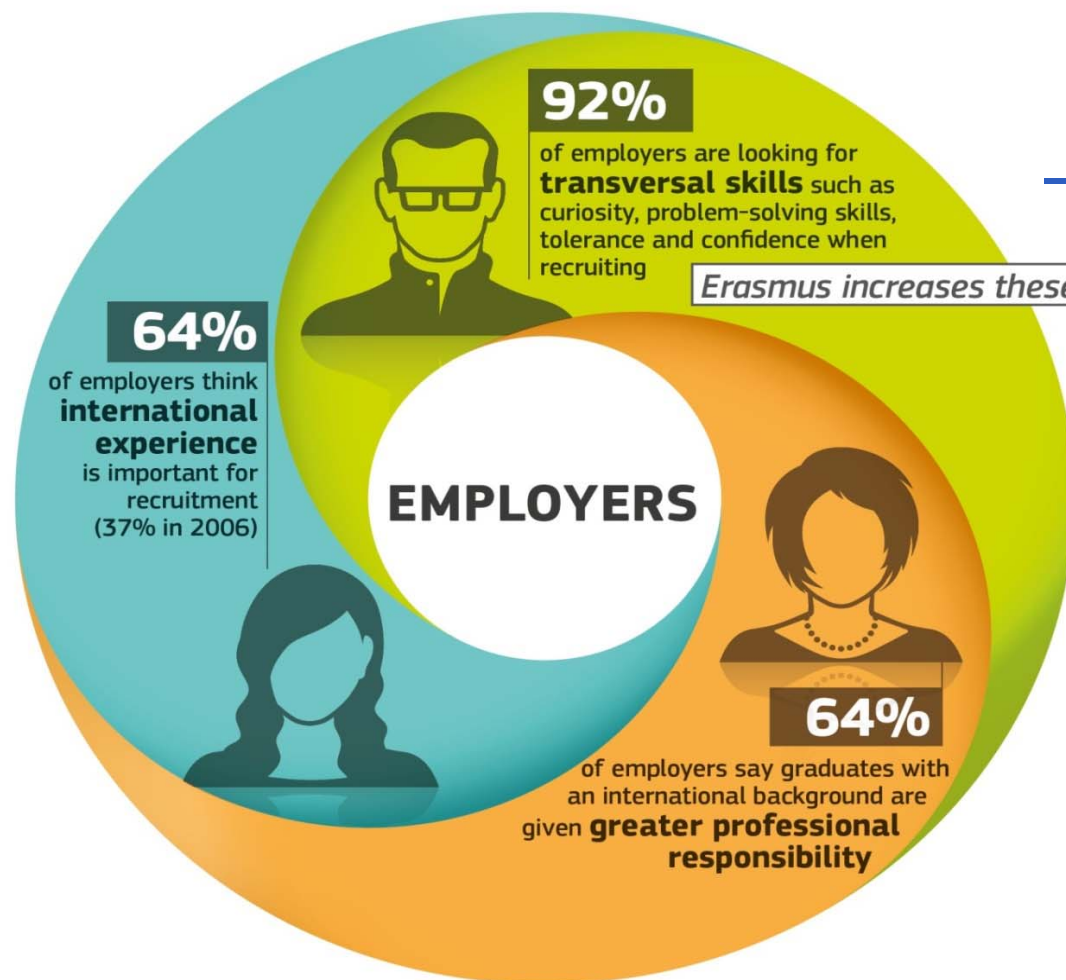 92%
of employers are looking for
transversal skills such as
curiosity, problem-solving skills,
tolerance and confidence when
recruiting
Erasmus increases these
64%
of employers think
international
experience
is important for
recruitment
(37% in 2006)
EMPLOYERS
64%
of employers say graduates with
an international background are
given greater professional
responsibility